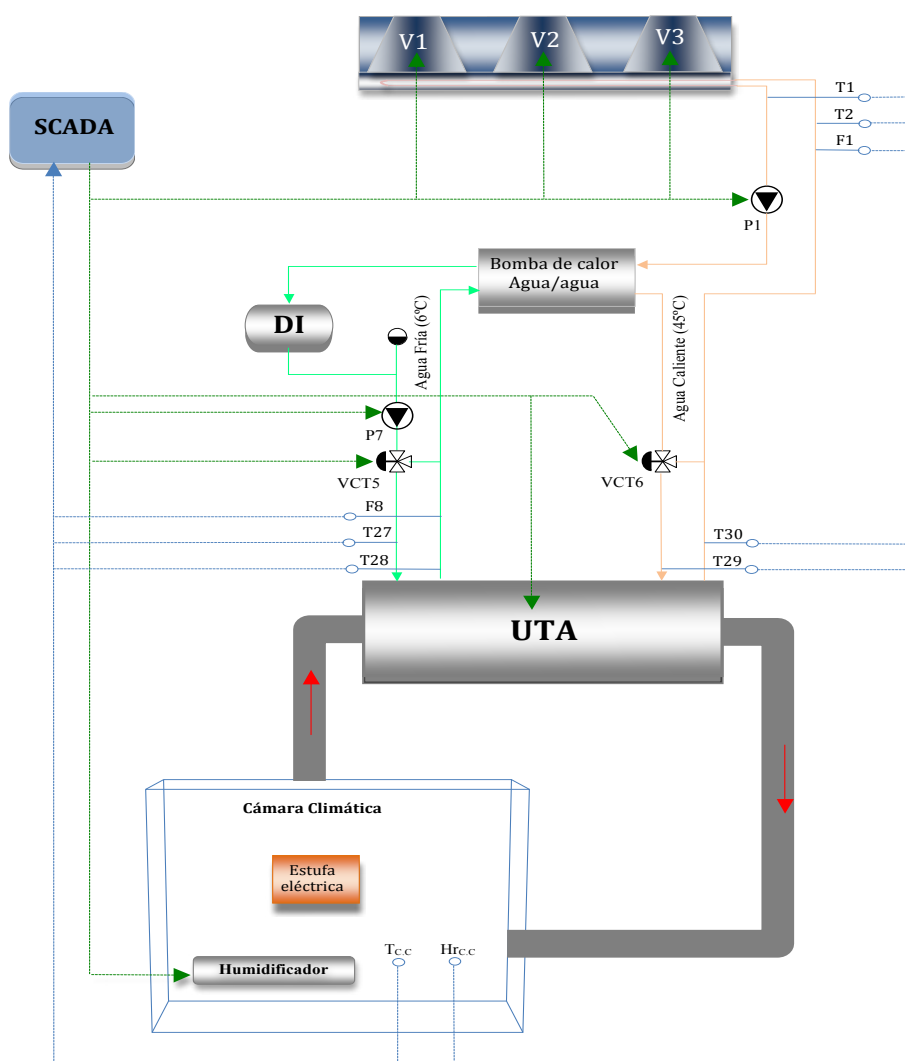 V1
V2
V3
T1
T2
F1
SCADA
P1
Bomba de calor
Agua/agua
DI
Agua Fría (6ºC)
Agua Caliente (45ºC)
P7
VCT5
VCT6
F8
T27
T28
T30
T29
UTA
Cámara Climática
Estufa
eléctrica
Humidificador
TC.C
HrC.C